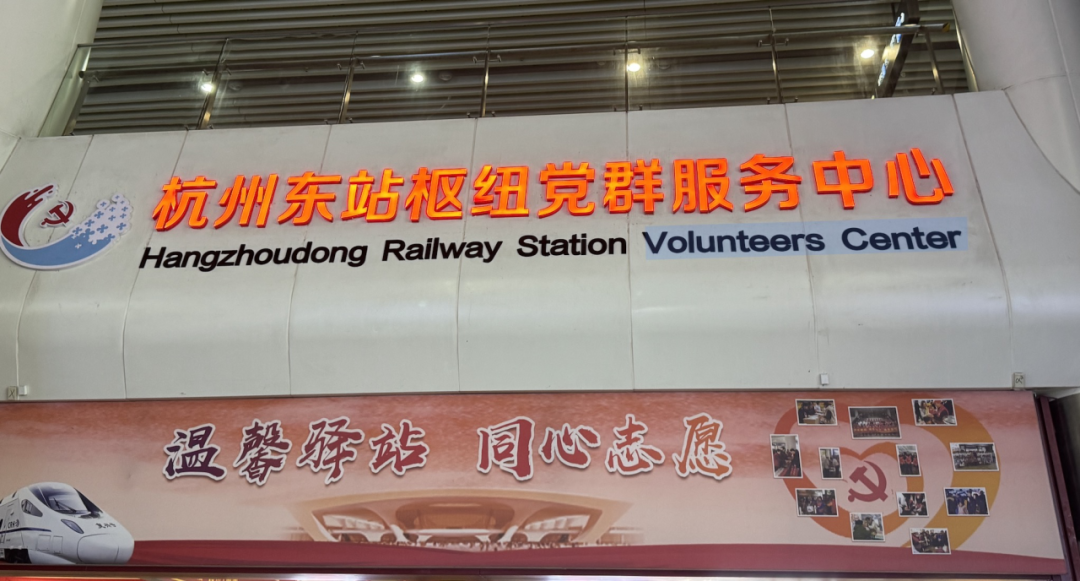 杭州东站枢纽党群服务中心
Hangzhoudong Railway Station Volunteers Center
温馨驿站 同心志愿